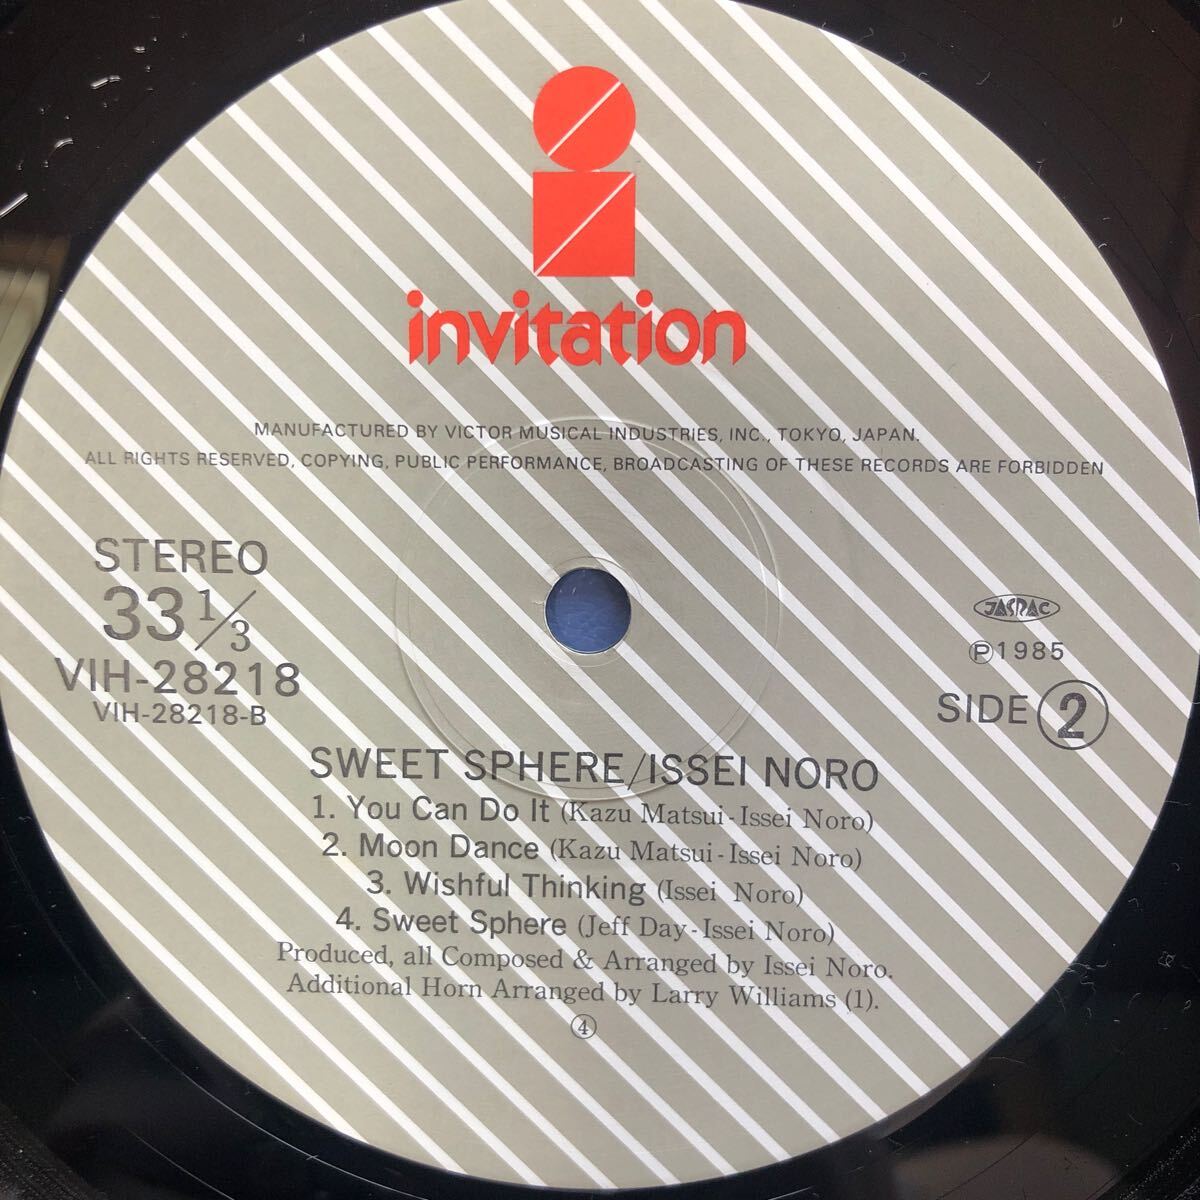 invitation
MANUFACTURED BY VICTOR MUSICAL INDUSTRIES, INC., TOKYO, JAPAN.
ALL RIGHTS RESERVED, COPYING, PUBLIC PERFORMANCE, BROADCASTING OF THESE RECORDS ARE FORBIDDEN
STEREO
33 1/3
VIH-28218
VIH-28218-B
JASRAC
Ⓟ1985
SIDE ②
SWEET SPHERE/ISSEI NORO
1. You Can Do It (Kazu Matsui-Issei Noro)
2. Moon Dance (Kazu Matsui-Issei Noro)
3. Wishful Thinking (Issei Noro)
4. Sweet Sphere (Jeff Day-Issei Noro)
Produced, all Composed & Arranged by Issei Noro.
Additional Horn Arranged by Larry Williams (1).
④